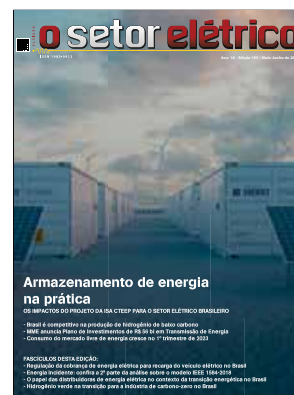 o setor elétrico
Armazenamento de energia
na prática
OS IMPACTOS DO PROJETO DA ISA CTEEP PARA O SETOR ELÉTRICO BRASILEIRO
- Brasil é competitivo na produção de hidrogênio de baixo carbono
- MME anuncia Plano de Investimentos de R$ 56 bi em Transmissão de Energia
- Consumo do mercado livre de energia cresce no 1º trimestre de 2023
FASCÍCULOS DESTA EDIÇÃO:
- Regulação da cobrança de energia elétrica para recarga do veículo elétrico no Brasil
- Energia incidente: confira a 2ª parte da análise sobre o modelo IEEE 1584-2018
- O papel das distribuidoras de energia elétrica no contexto da transição energética no Brasil
- Hidrogênio verde na transição para a indústria de carbono-zero no Brasil